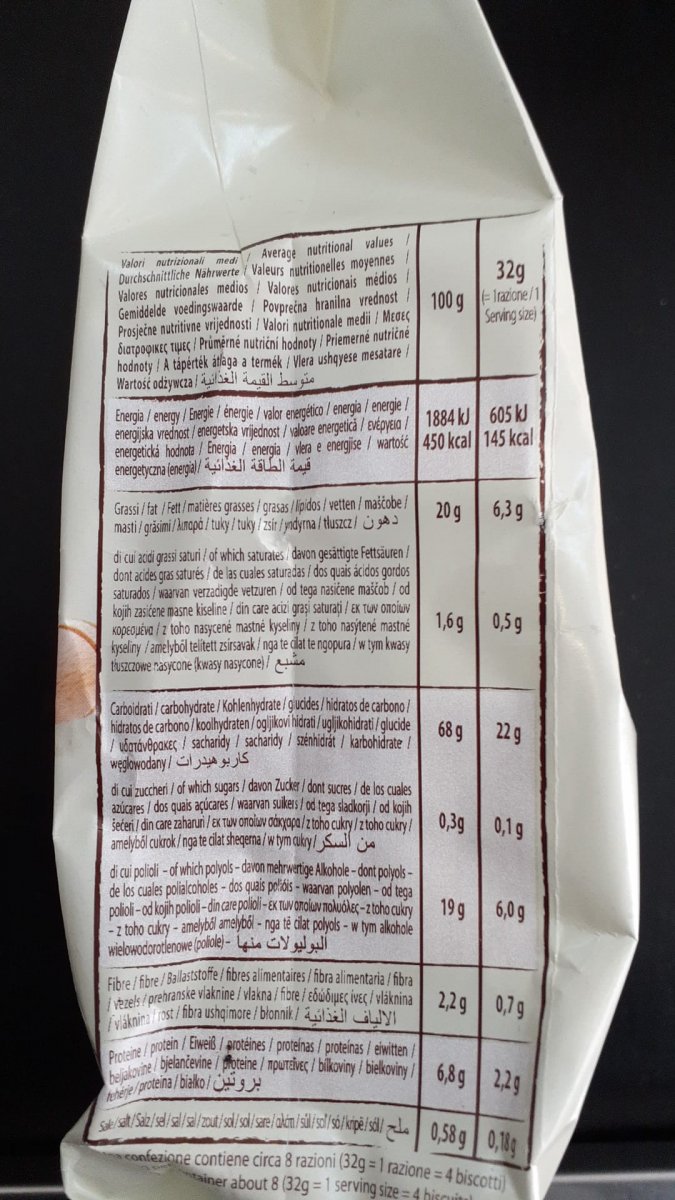 Valori nutrizionali medi / Average nutritional values /
Durchschnittliche Nährwerte / Valeurs nutritionelles moyennes /
Valores nutricionales medios / Valores nutricionais médios /
Gemiddelde voedingswaarde / Povprečna hranilna vrednost /
Prosječne nutritivne vrijednosti / Valori nutritionale medii / Μεσες
διατροφικες τιμες / Průměrné nutriční hodnoty / Priemerné nutričné
hodnoty / A tápérték átlaga a termék / Vlera ushqyese mesatare /
Wartość odżywcza / متوسط القيمة الغذائية
100 g
32g
(= 1razione/1
Serving size)
Energia / energy / Energie / énergie / valor energético / energía / energie /
energijska vrednost / energetska vrijednost / valoare energetică / ενέργεια /
energetická hodnota / Energia / energia / vlera e energjise / wartość
energetyczna (energia)/ قيمة الطاقة الغذائية
1884 kJ 605 kJ
450 kcal 145 kcal
Grassi / fat / Fett / matières grasses / grasas / lípidos / vetten / maščobe /
masti / grăsimi / λιπαρά / tuky / tuky / zsír / yndyrna / tłuszcz / دهون
20 g 6,3 g
di cui acidi grassi saturi / of which saturates / davon gesättigte Fettsäuren /
dont acides gras saturés / de las cuales saturadas / dos quais ácidos gordos
saturados / waarvan verzadigde vetzuren / od tega nasičene maščob / od
kojih zasićene masne kiseline / din care acizi grași saturați / εκ των οποίων
κορεσμένα / z toho nasycené mastné kyseliny / z toho nasýtené mastné
kyseliny / amelyből telített zsírsavak / nga te cilat te ngopura / w tym kwasy
tłuszczowe nasycone (kwasy nasycone) / مشبع
1,6 g 0,5 g
Carboidrati / carbohydrate / Kohlenhydrate / glucides / hidratos de carbono /
hidratos de carbono / koolhydraten / ogljikovi hidrati / ugljikohidrati / glucide
/ υδατάνθρακες / sacharidy / sacharidy / szénhidrát / karbohidrate /
węglowodany / كاربوهيدرات
68 g 22 g
di cui zuccheri / of which sugars / davon Zucker / dont sucres / de los cuales
azúcares / dos quais açúcares / waarvan suikers / od tega sladkorji / od kojih
šećeri / din care zaharuri / εκ των οποίων σάκχαρα / z toho cukry / z toho cukry /
amelyből cukrok / nga te cilat sheqerna / w tym cukry / من السكر
0,3g 0,1 g
di cui polioli - of which polyols - davon mehrwertige Alkohole - dont polyols -
de los cuales polialcoholes - dos quais polióis - waarvan polyolen - od tega
polioli - od kojih polioli - din care polioli - εκ των οποίων πολυόλες - z toho cukry
- z toho cukry - amelyből amelyből - nga të cilat polyols - w tym alkohole
wielowodorotlenowe (poliole) - البوليولات منها
19 g 6,0 g
Fibre / fibre / Ballaststoffe / fibres alimentaires / fibra alimentaria / fibra
/ vezels / prehranske vlaknine / vlakna / fibre / εδώδιμες ίνες / vláknina
/ vláknina / rost / fibra ushqimore / błonnik / الالياف الغذائية
2,2 g 0,7 g
Proteine / protein / Eiweiß / protéines / proteínas / proteínas / eiwitten /
beljakovine / bjelančevine / proteine / πρωτεΐνες / bílkoviny / bielkoviny /
fehérje / proteina / białko / بروتين
6,8 g 2,2 g
Sale / salt / Salz / sel / sal / sal / zout / sol / sol / sare / αλάτι / sůl / soľ / só / kripë / sól / ملح
0,58 g 0,18 g
confezione contiene circa 8 razioni (32g = 1 razione = 4 biscotti)
about 8 (32g = 1 serving size = 4